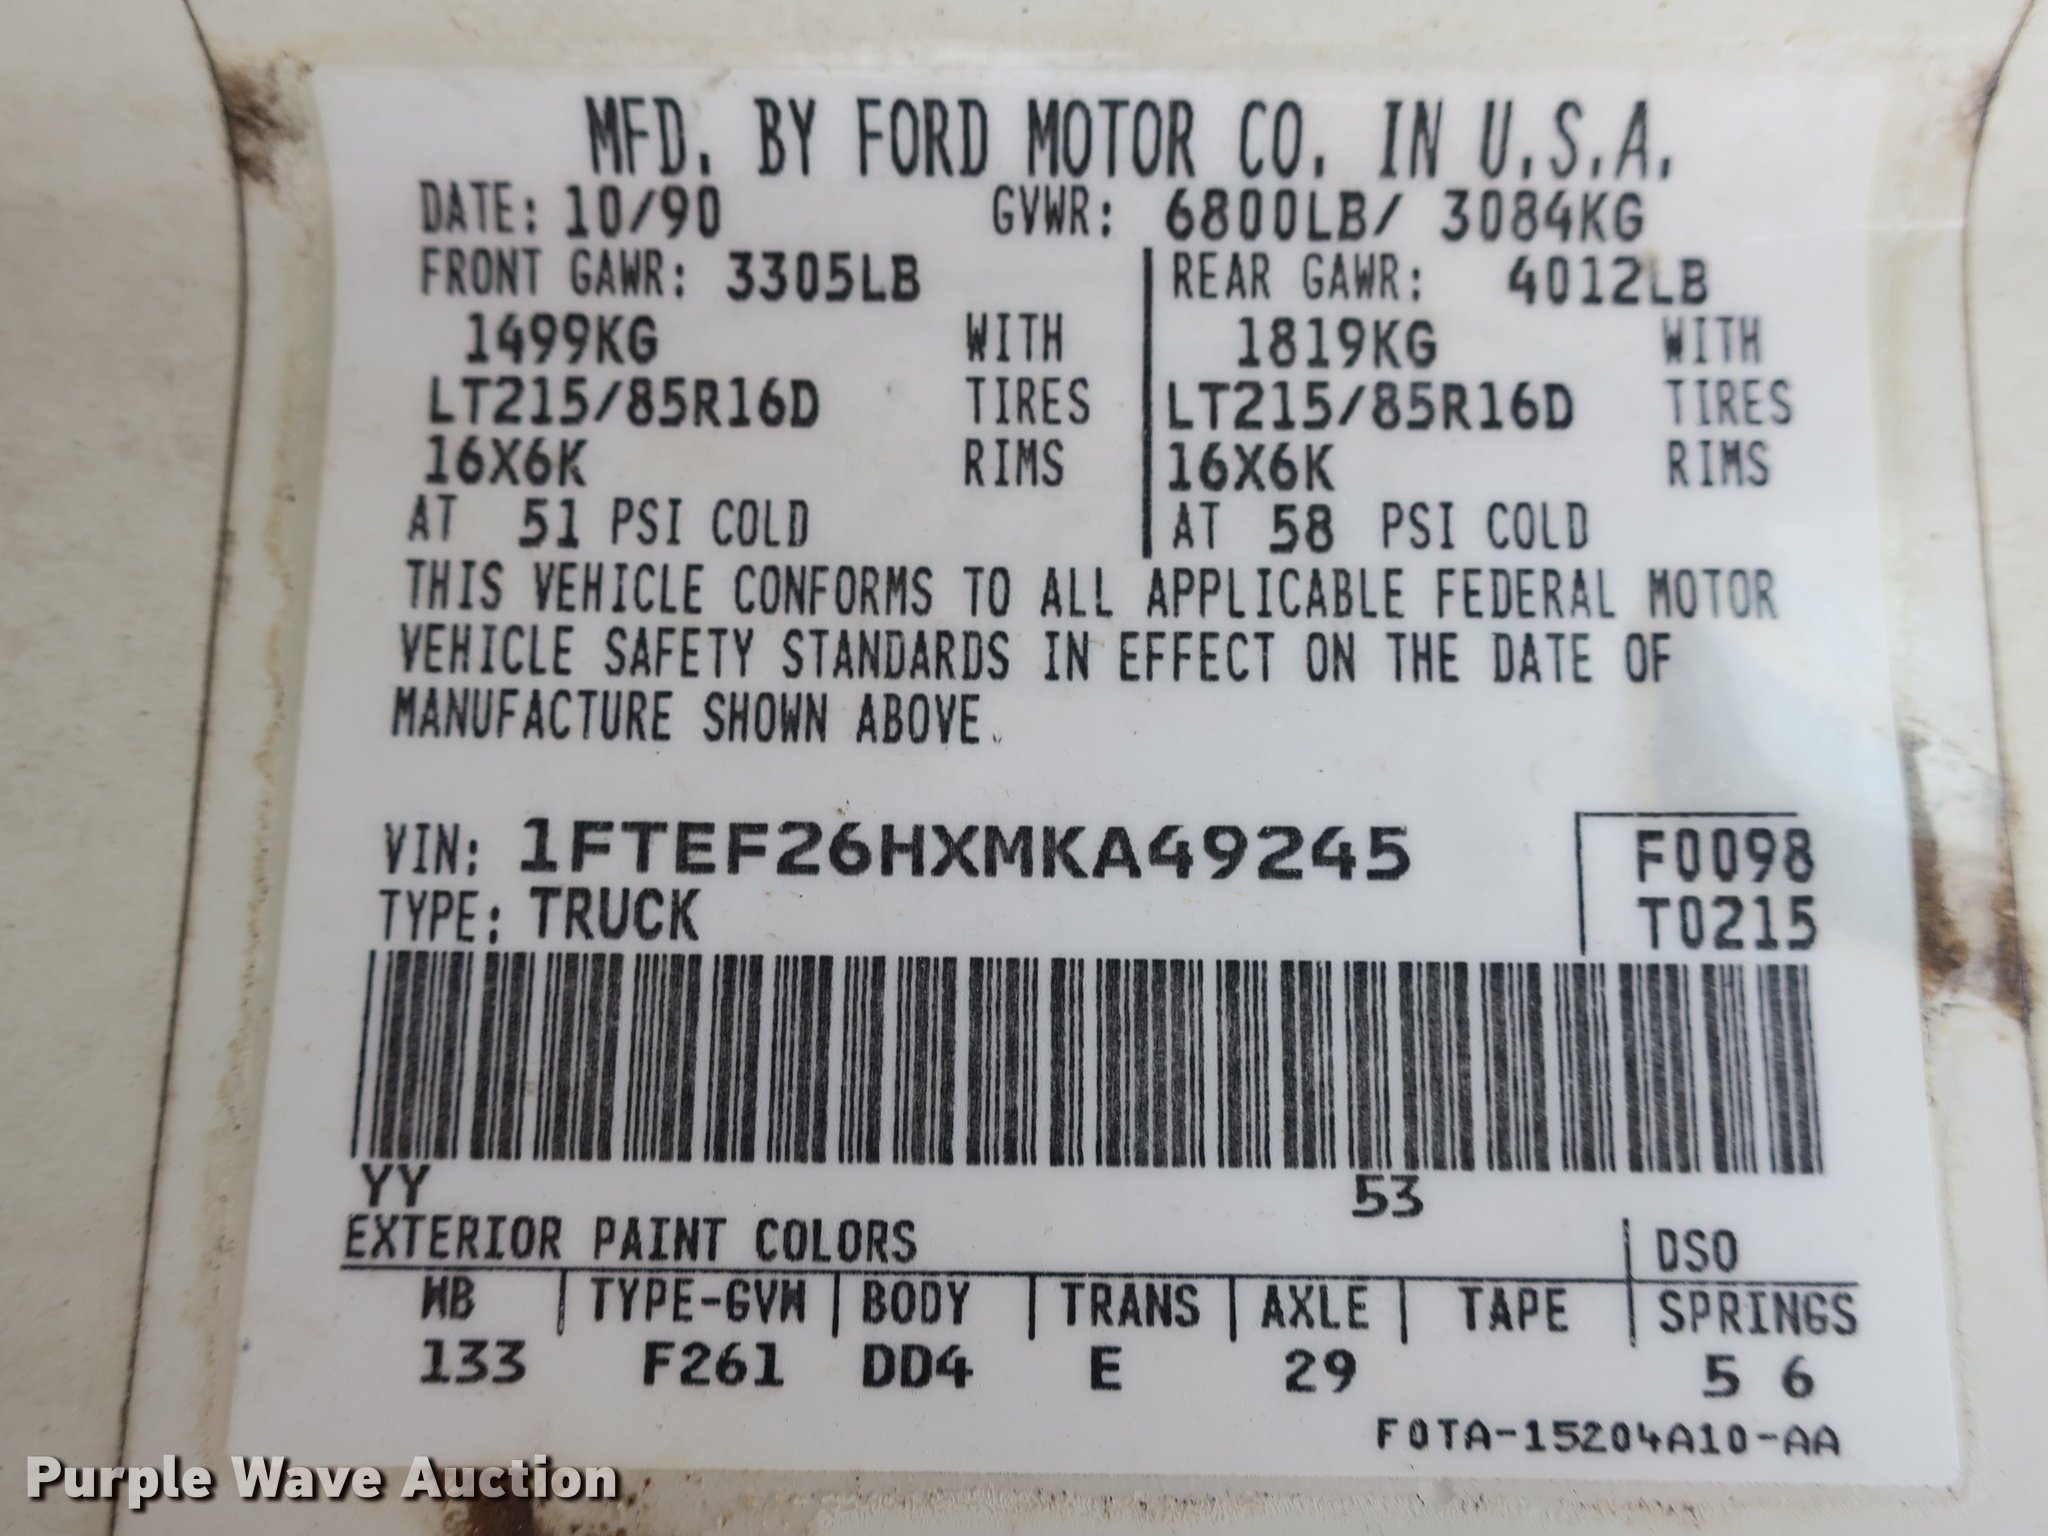 MFD. BY FORD MOTOR CO. IN U.S.A.
DATE: 10/90 GVWR: 6800LB/ 3084KG
FRONT GAWR: 3305LB REAR GAWR: 4012LB
1499KG WITH 1819KG WITH
LT215/85R16D TIRES LT215/85R16D TIRES
16X6K RIMS 16X6K RIMS
AT 51 PSI COLD AT 58 PSI COLD
THIS VEHICLE CONFORMS TO ALL APPLICABLE FEDERAL MOTOR
VEHICLE SAFETY STANDARDS IN EFFECT ON THE DATE OF
MANUFACTURE SHOWN ABOVE.
VIN: 1FTEF26HXMKA49245 F0098
TYPE: TRUCK T0215
YY 53
EXTERIOR PAINT COLORS DSO
WB TYPE-GVW BODY TRANS AXLE TAPE SPRINGS
133 F261 DD4 E 29 5 6
F0TA-15204A10-AA
Purple Wave Auction